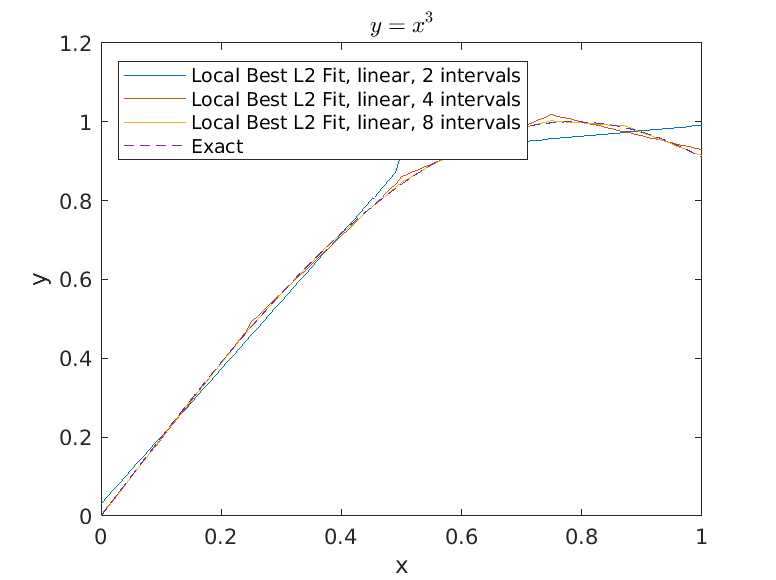 y = x³
1.2
1
0.8
0.6
0.4
0.2
0
y
Local Best L2 Fit, linear, 2 intervals
Local Best L2 Fit, linear, 4 intervals
Local Best L2 Fit, linear, 8 intervals
Exact
0 0.2 0.4 0.6 0.8 1
x